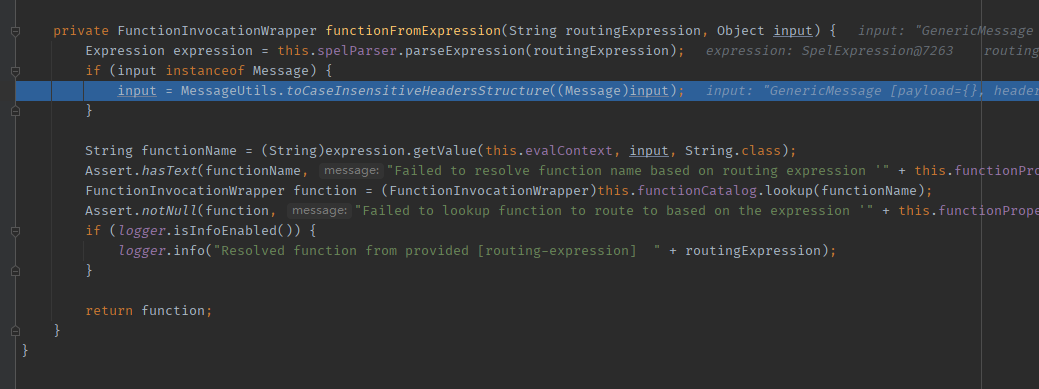 private FunctionInvocationWrapper functionFromExpression(String routingExpression, Object input) {   input: "GenericMessage
Expression expression = this.spelParser.parseExpression(routingExpression);   expression: SpelExpression@7263   routing
if (input instanceof Message) {
input = MessageUtils.toCaseInsensitiveHeadersStructure((Message)input);   input: "GenericMessage [payload={}, header
}
String functionName = (String)expression.getValue(this.evalContext, input, String.class);
Assert.hasText(functionName, message: "Failed to resolve function name based on routing expression '" + this.functionPro
FunctionInvocationWrapper function = (FunctionInvocationWrapper)this.functionCatalog.lookup(functionName);
Assert.notNull(function, message: "Failed to lookup function to route to based on the expression '" + this.functionPrope
if (logger.isInfoEnabled()) {
logger.info("Resolved function from provided [routing-expression]  " + routingExpression);
}
return function;
}
}